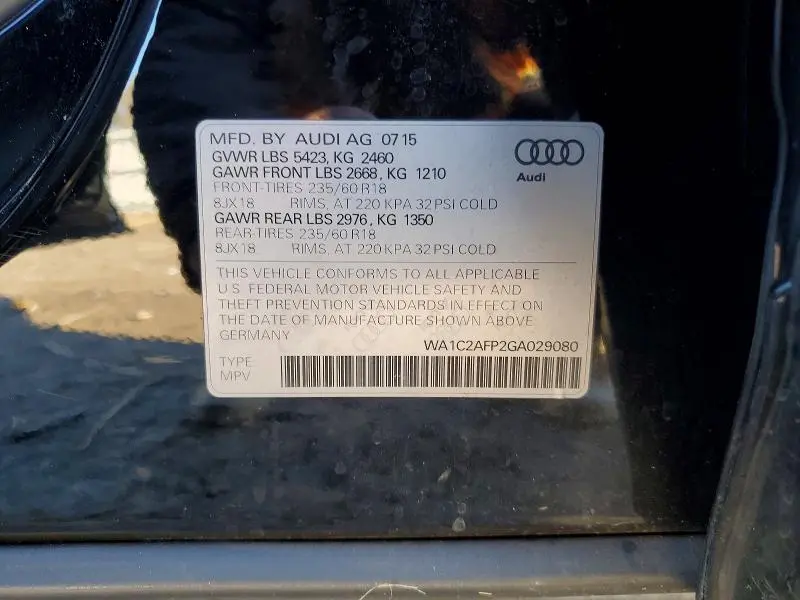 MFD. BY AUDI AG 07 15
GVWR LBS 5423, KG 2460
GAWR FRONT LBS 2668, KG 1210
FRONT-TIRES 235/60 R18
8JX18 RIMS, AT 220 KPA 32 PSI COLD
GAWR REAR LBS 2976, KG 1350
REAR-TIRES 235/60 R18
8JX18 RIMS, AT 220 KPA 32 PSI COLD
Audi
THIS VEHICLE CONFORMS TO ALL APPLICABLE
U.S. FEDERAL MOTOR VEHICLE SAFETY AND
THEFT PREVENTION STANDARDS IN EFFECT ON
THE DATE OF MANUFACTURE SHOWN ABOVE
GERMANY
WA1C2AFP2GA029080
TYPE
MPV